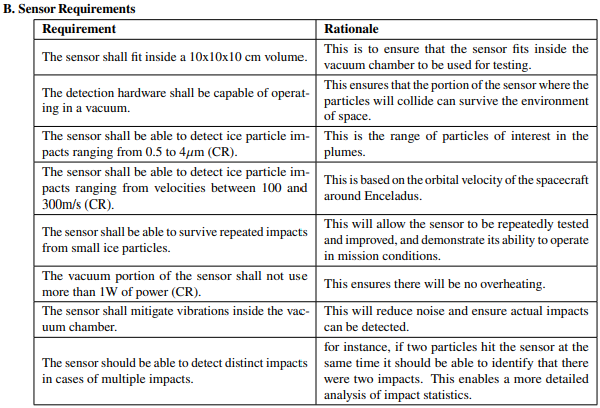 B. Sensor Requirements
Requirement
Rationale
The sensor shall fit inside a 10x10x10 cm volume.
This is to ensure that the sensor fits inside the
vacuum chamber to be used for testing.
The detection hardware shall be capable of operat-
ing in a vacuum.
This ensures that the portion of the sensor where the
particles will collide can survive the environment
of space.
The sensor shall be able to detect ice particle im-
pacts ranging from 0.5 to 4μm (CR).
This is the range of particles of interest in the
plumes.
The sensor shall be able to detect ice particle im-
pacts ranging from velocities between 100 and
300m/s (CR).
This is based on the orbital velocity of the spacecraft
around Enceladus.
The sensor shall be able to survive repeated impacts
from small ice particles.
This will allow the sensor to be repeatedly tested
and improved, and demonstrate its ability to operate
in mission conditions.
The vacuum portion of the sensor shall not use
more than 1W of power (CR).
This ensures there will be no overheating.
The sensor shall mitigate vibrations inside the vac-
uum chamber.
This will reduce noise and ensure actual impacts
can be detected.
The sensor should be able to detect distinct impacts
in cases of multiple impacts.
for instance, if two particles hit the sensor at the
same time it should be able to identify that there
were two impacts. This enables a more detailed
analysis of impact statistics.